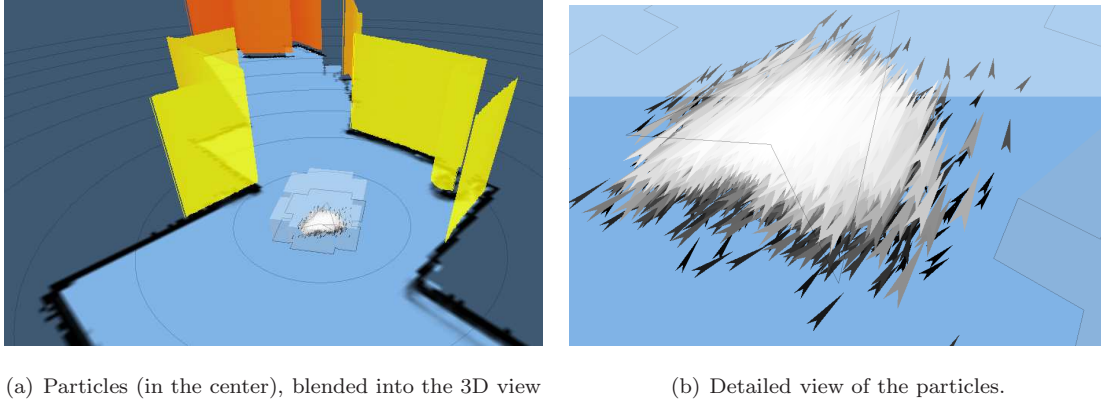 (a) Particles (in the center), blended into the 3D view
(b) Detailed view of the particles.